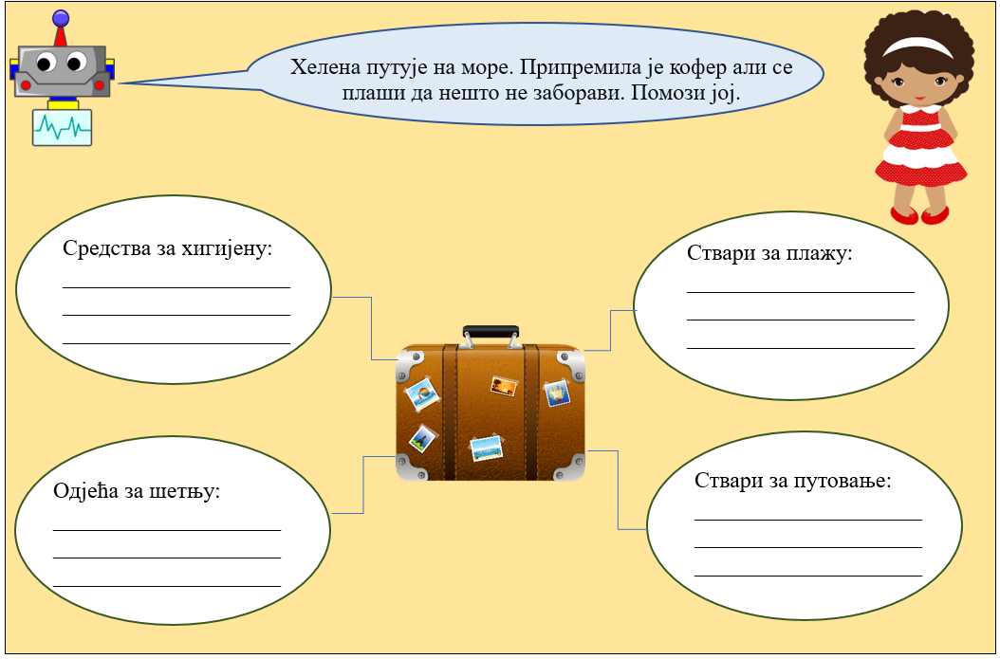 Хелена путује на море. Припремила је кофер али се
плаши да нешто не заборави. Помози јој.
Средства за хигијену:
Ствари за плажу:
Одјећа за шетњу:
Ствари за путовање: